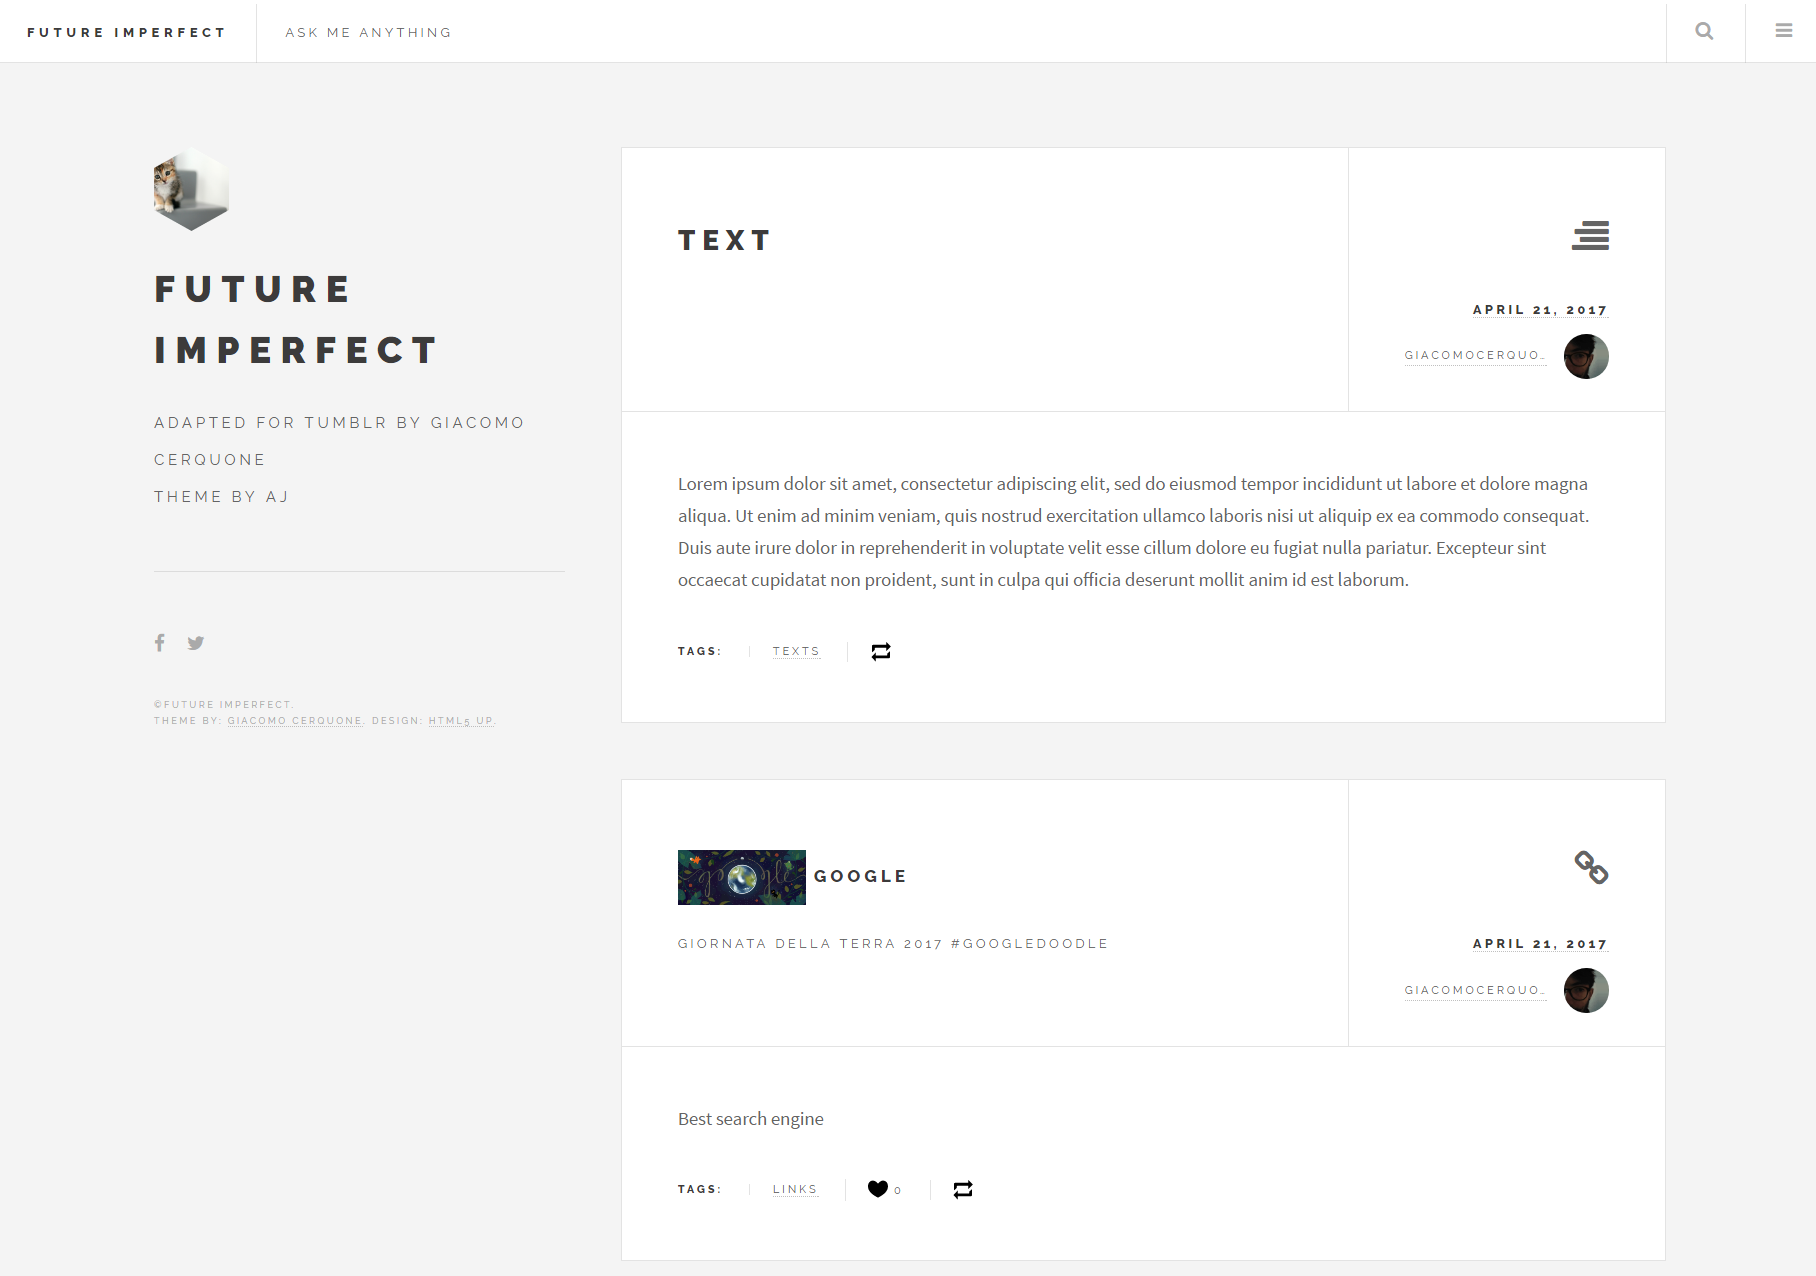 FUTURE IMPERFECT
ASK ME ANYTHING
FUTURE
IMPERFECT
ADAPTED FOR TUMBLR BY GIACOMO
CERQUONE
THEME BY AJ
©FUTURE IMPERFECT.
THEME BY: GIACOMO CERQUONE. DESIGN: HTML5 UP.
TEXT
APRIL 21, 2017
GIACOMOCERQUO…
Lorem ipsum dolor sit amet, consectetur adipiscing elit, sed do eiusmod tempor incididunt ut labore et dolore magna
aliqua. Ut enim ad minim veniam, quis nostrud exercitation ullamco laboris nisi ut aliquip ex ea commodo consequat.
Duis aute irure dolor in reprehenderit in voluptate velit esse cillum dolore eu fugiat nulla pariatur. Excepteur sint
occaecat cupidatat non proident, sunt in culpa qui officia deserunt mollit anim id est laborum.
TAGS: TEXTS
google
GOOGLE
GIORNATA DELLA TERRA 2017 #GOOGLEDOODLE
APRIL 21, 2017
GIACOMOCERQUO…
Best search engine
TAGS: LINKS 0